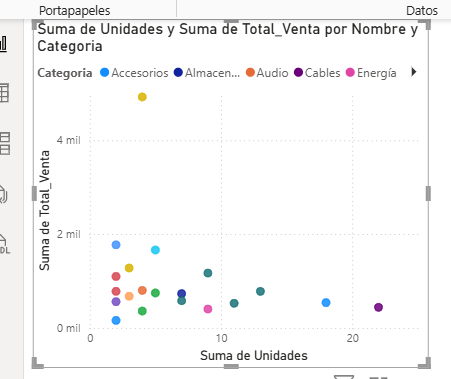 Portapapeles Datos
Suma de Unidades y Suma de Total_Venta por Nombre y
Categoria
Categoria Accesorios Almacen... Audio Cables Energía
4 mil
2 mil
0 mil
Suma de Total_Venta
0 10 20
Suma de Unidades